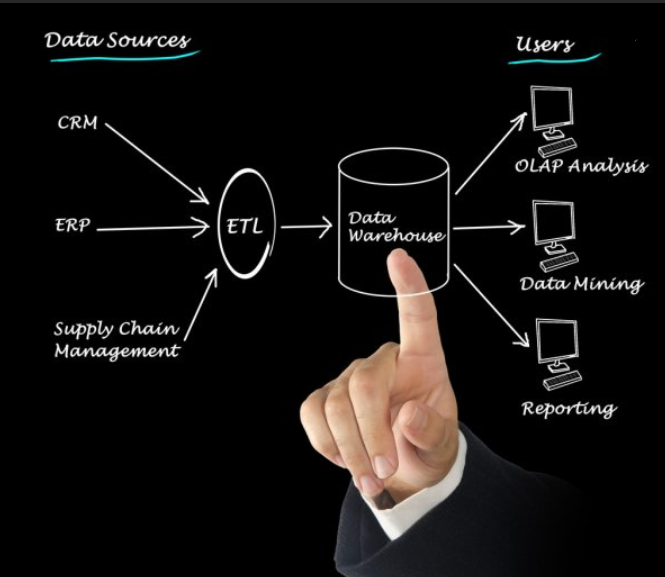 Data Sources
Users
CRM
OLAP Analysis
ERP
ETL
Data
Warehouse
Data Mining
Supply Chain
Management
Reporting